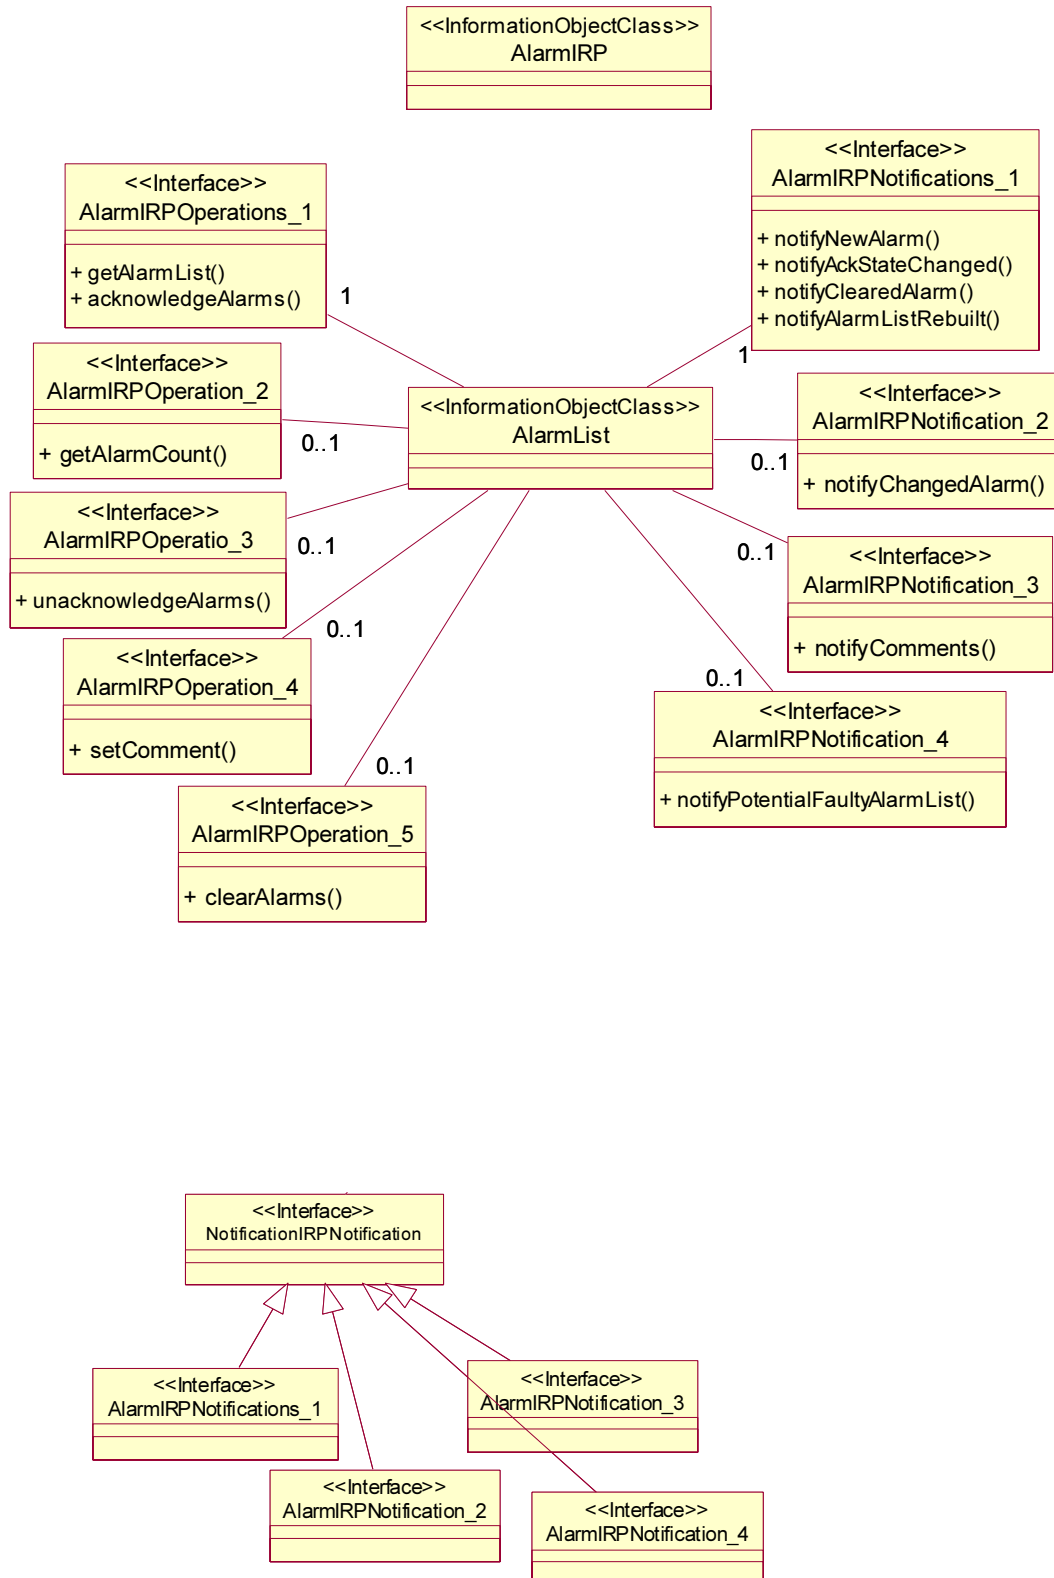 <<InformationObjectClass>>
AlarmIRP
<<Interface>>
AlarmIRPOperations_1
+ getAlarmList()
+ acknowledgeAlarms()
1
<<Interface>>
AlarmIRPNotifications_1
+ notifyNewAlarm()
+ notifyAckStateChanged()
+ notifyClearedAlarm()
+ notifyAlarmListRebuilt()
1
<<Interface>>
AlarmIRPOperation_2
+ getAlarmCount()
0..1
<<InformationObjectClass>>
AlarmList
<<Interface>>
AlarmIRPNotification_2
+ notifyChangedAlarm()
0..1
<<Interface>>
AlarmIRPOperatio_3
+ unacknowledgeAlarms()
0..1
<<Interface>>
AlarmIRPNotification_3
+ notifyComments()
0..1
<<Interface>>
AlarmIRPOperation_4
+ setComment()
0..1
<<Interface>>
AlarmIRPNotification_4
+ notifyPotentialFaultyAlarmList()
0..1
<<Interface>>
AlarmIRPOperation_5
+ clearAlarms()
0..1
<<Interface>>
NotificationIRPNotification
<<Interface>>
AlarmIRPNotifications_1
<<Interface>>
AlarmIRPNotification_3
<<Interface>>
AlarmIRPNotification_2
<<Interface>>
AlarmIRPNotification_4